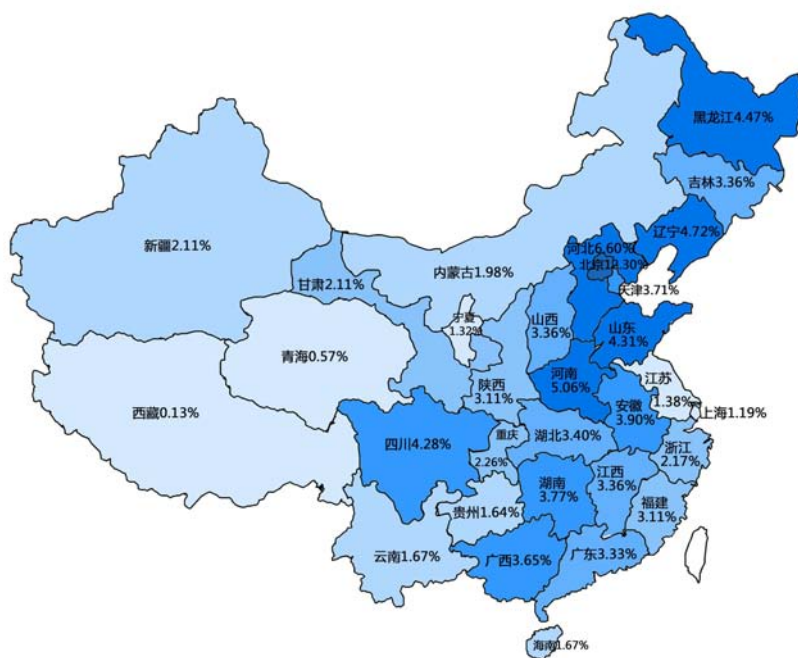 黑龙江4.47%
吉林3.36%
辽宁4.72%
新疆2.11%
河北6.60%
北京12.30%
内蒙古1.98%
甘肃2.11%
天津3.71%
宁夏
1.32%
山西
3.36%
山东
4.31%
青海0.57%
河南
5.06%
江苏
1.38%
陕西
3.11%
安徽
3.90%
上海1.19%
西藏0.13%
四川4.28%
重庆
2.26%
湖北3.40%
浙江
2.17%
湖南
3.77%
江西
3.36%
福建
3.11%
贵州1.64%
云南1.67%
广西3.65%
广东3.33%
海南1.67%